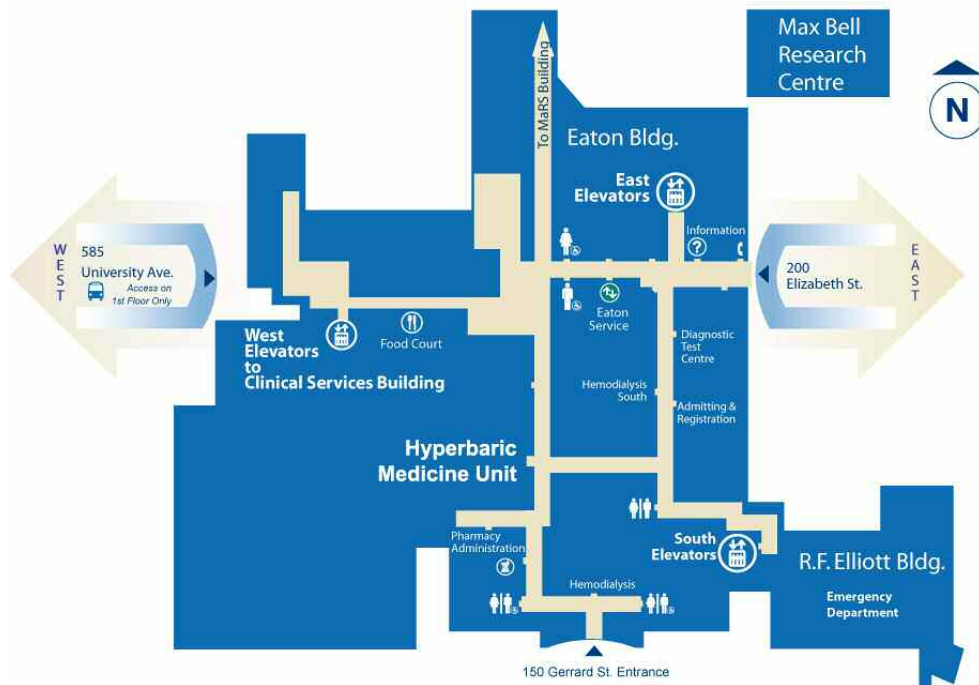 Max Bell
Research
Centre
N
To MaRS Building
Eaton Bldg.
East
Elevators
Information
?
WEST
585
University Ave.
Access on
1st Floor Only
EAST
200
Elizabeth St.
Eaton
Service
West
Elevators
to
Clinical Services Building
Food Court
Diagnostic
Test
Centre
Hemodialysis
South
Admitting &
Registration
Hyperbaric
Medicine Unit
Pharmacy
Administration
South
Elevators
R.F. Elliott Bldg.
Emergency
Department
Hemodialysis
150 Gerrard St. Entrance